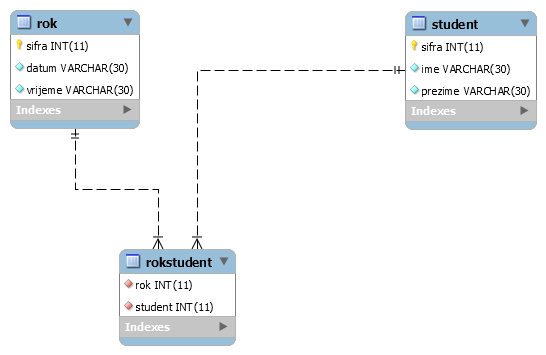 rok
sifra INT(11)
datum VARCHAR(30)
vrijeme VARCHAR(30)
Indexes
student
sifra INT(11)
ime VARCHAR(30)
prezime VARCHAR(30)
Indexes
rokstudent
rok INT(11)
student INT(11)
Indexes